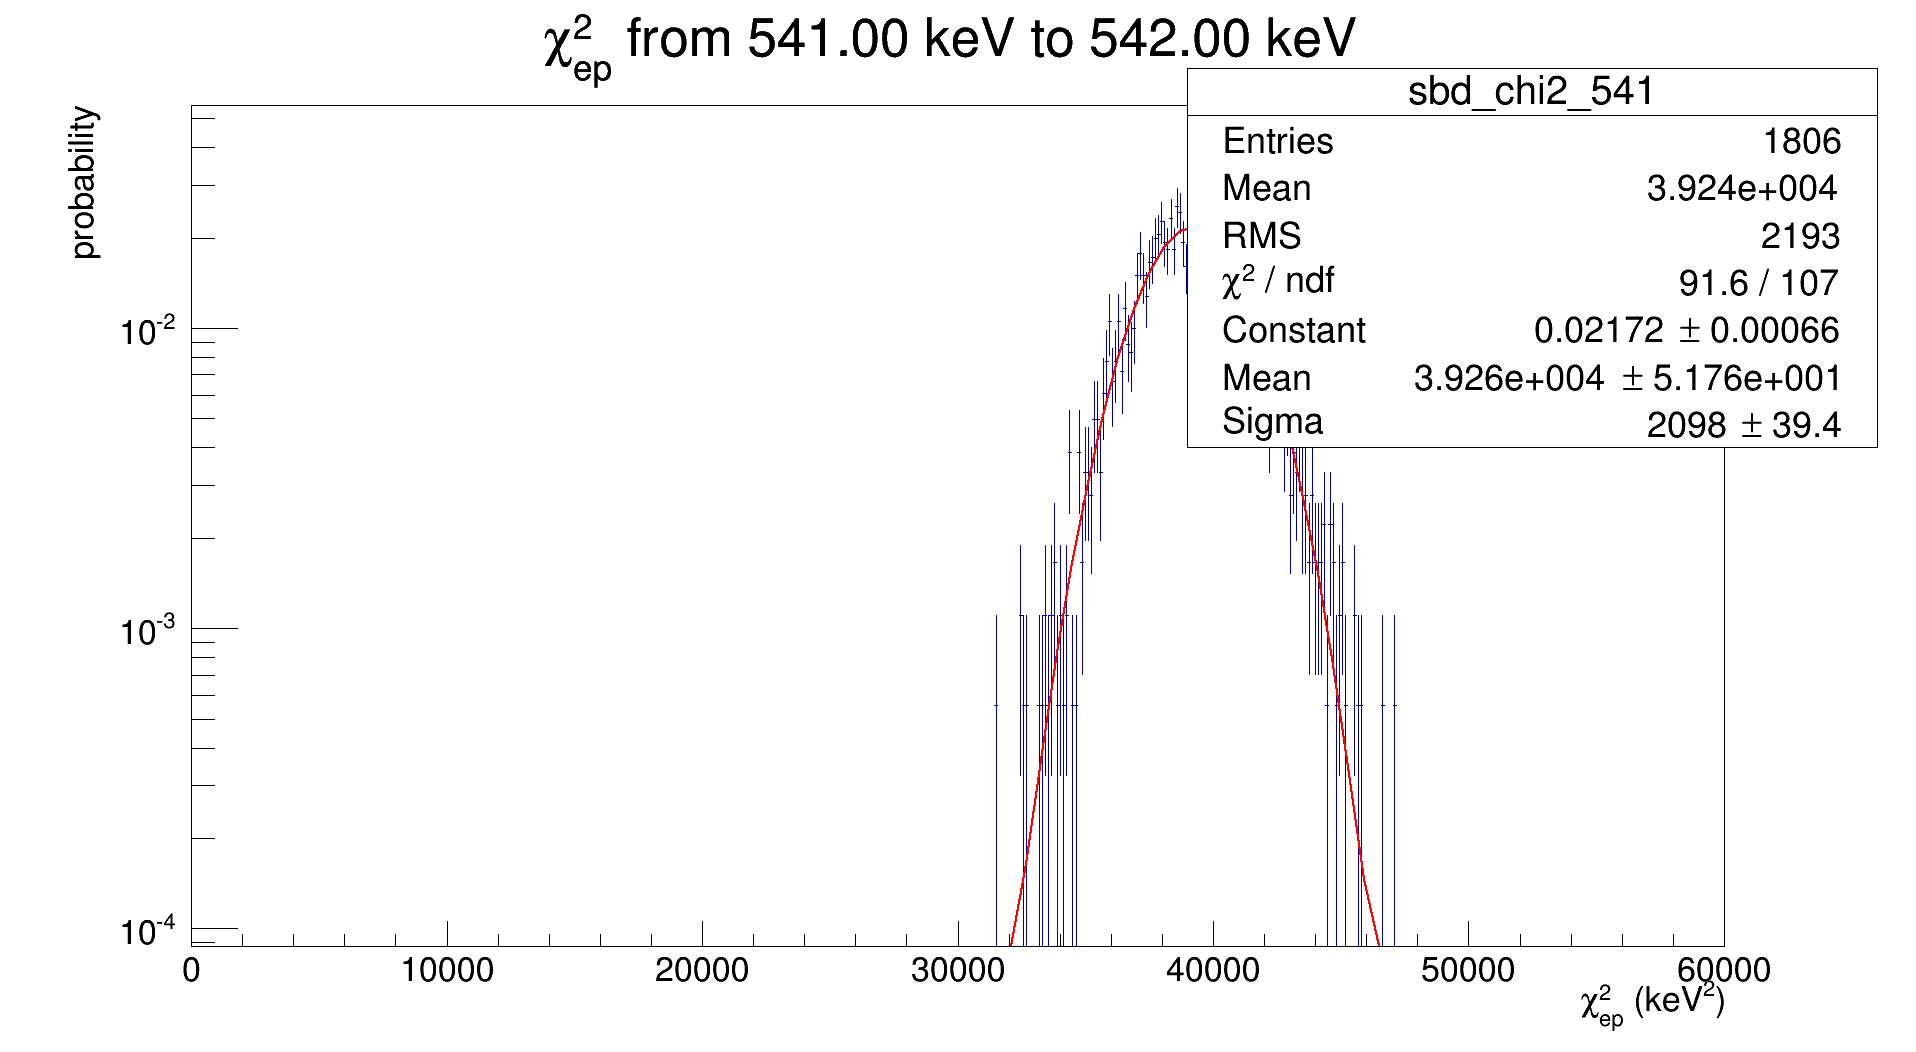 χ²ep from 541.00 keV to 542.00 keV
sbd_chi2_541
Entries 1806
Mean 3.924e+004
RMS 2193
χ² / ndf 91.6 / 107
Constant 0.02172 ± 0.00066
Mean 3.926e+004 ± 5.176e+001
Sigma 2098 ± 39.4
probability
10⁻²
10⁻³
10⁻⁴
0 10000 20000 30000 40000 50000 60000
χ²ep (keV²)